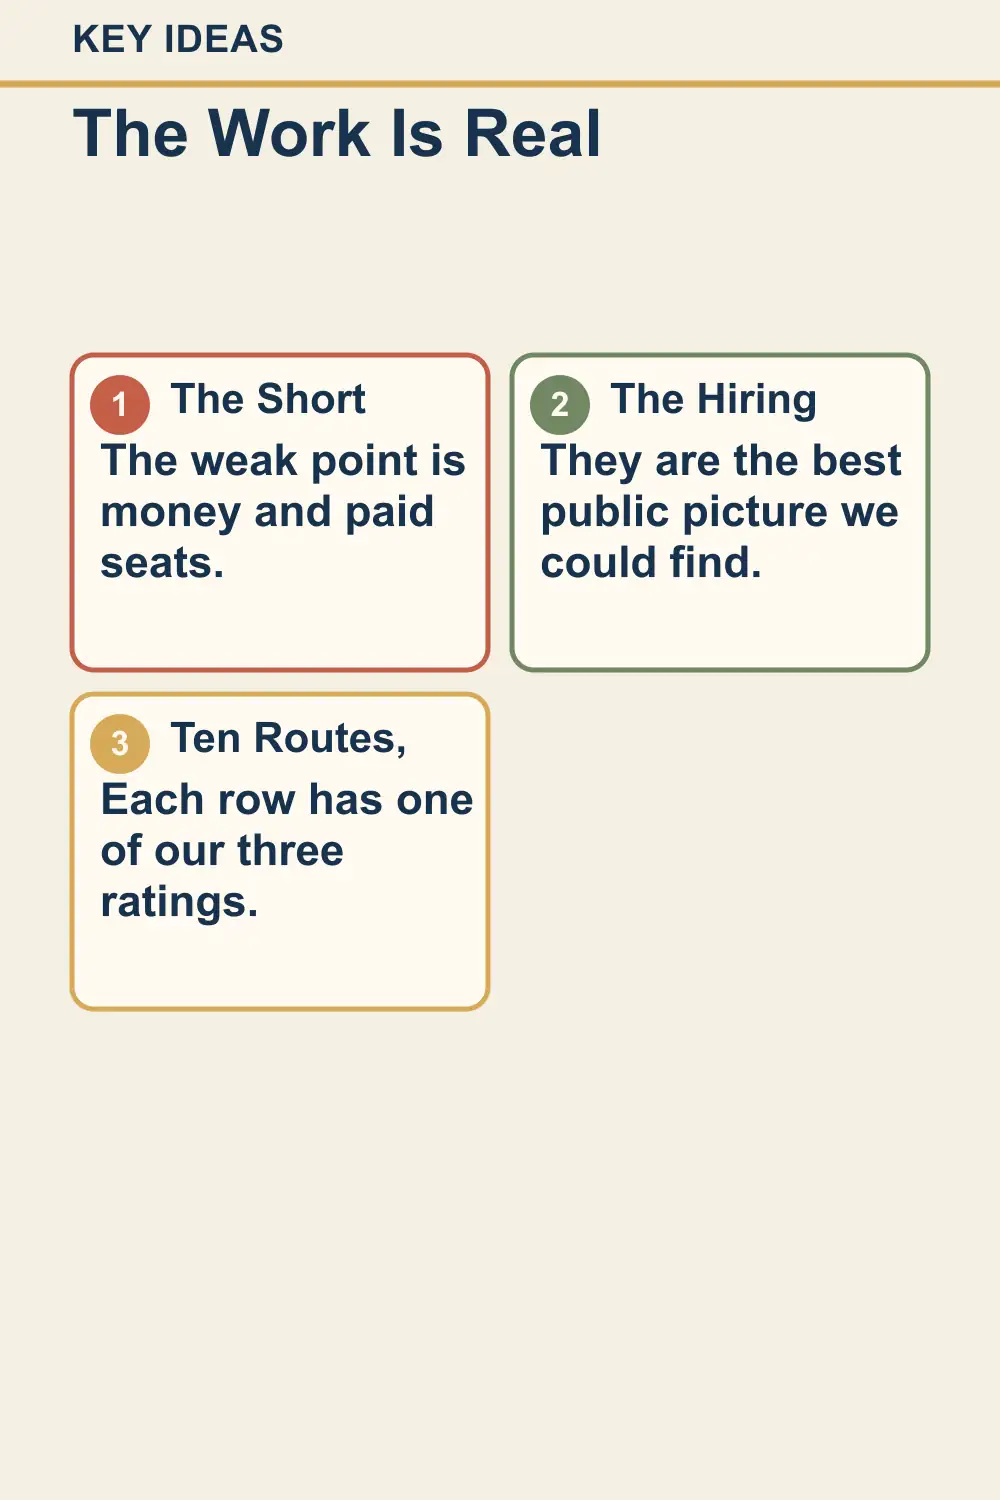 KEY IDEAS
The Work Is Real
1
The Short
The weak point is
money and paid
seats.
2
The Hiring
They are the best
public picture we
could find.
3
Ten Routes,
Each row has one
of our three
ratings.